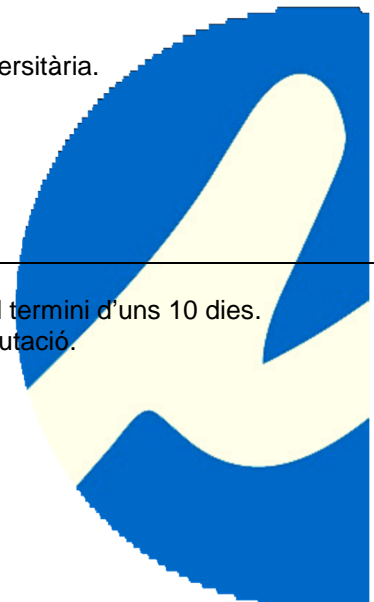 ersitària.
l termini d'uns 10 dies.
utació.